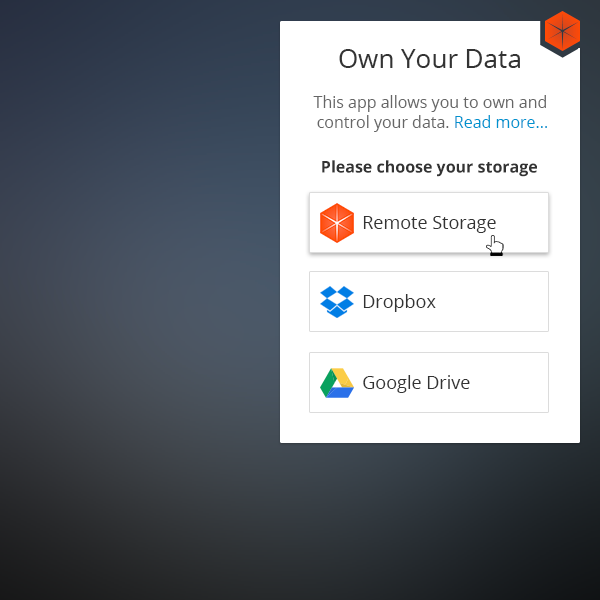 Own Your Data
This app allows you to own and
control your data. Read more...
Please choose your storage
Remote Storage
Dropbox
Google Drive